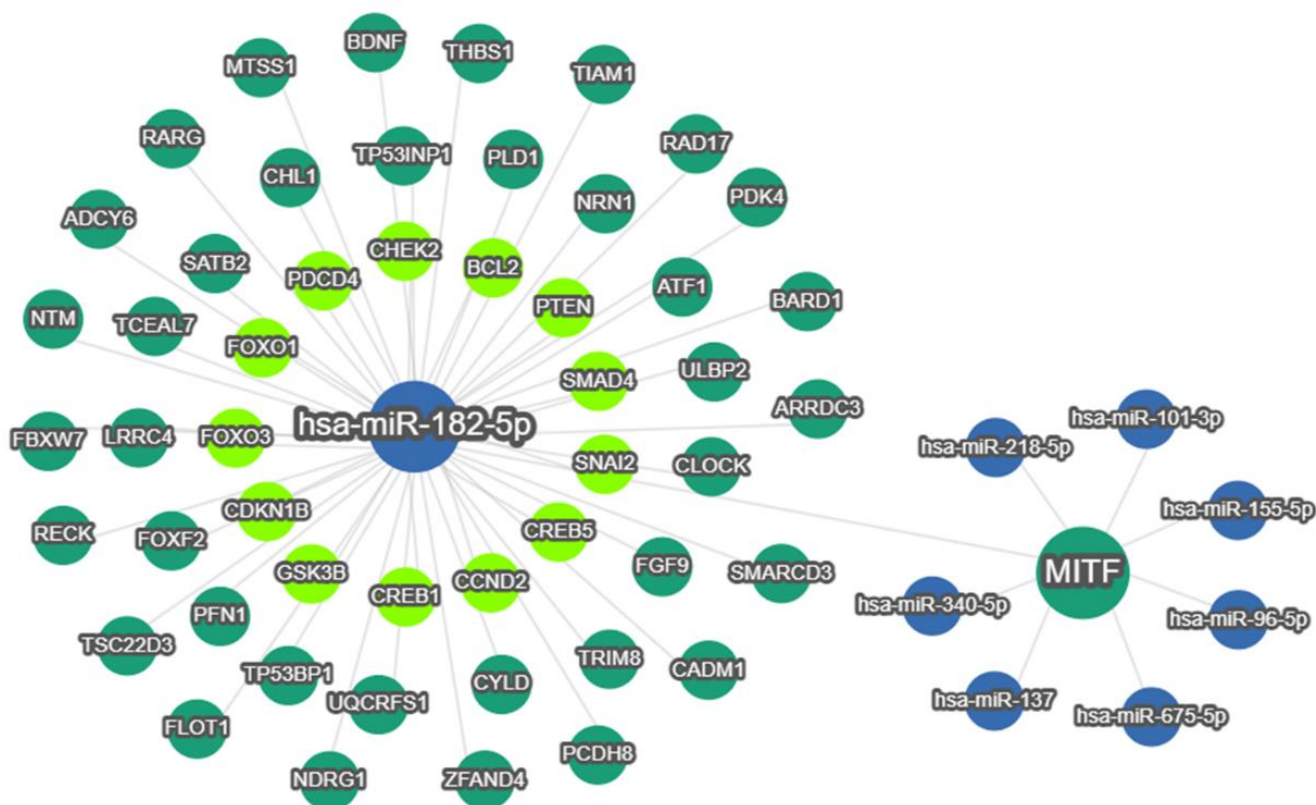 BDNF
THBS1
MTSS1
TIAM1
RARG
TP53INP1
PLD1
RAD17
CHL1
NRN1
PDK4
ADCY6
CHEK2
SATB2
PDCD4
BCL2
ATF1
BARD1
PTEN
NTM
TCEAL7
FOXO1
ULBP2
SMAD4
ARRDC3
hsa-miR-182-5p
hsa-miR-101-3p
hsa-miR-218-5p
FBXW7
LRRC4
FOXO3
SNAI2
CLOCK
hsa-miR-155-5p
CDKN1B
RECK
FOXF2
CREB5
FGF9
SMARCD3
MITF
GSK3B
CREB1
CCND2
hsa-miR-340-5p
hsa-miR-96-5p
PFN1
TSC22D3
TP53BP1
UQCRFS1
CYLD
TRIM8
CADM1
hsa-miR-137
hsa-miR-675-5p
FLOT1
PCDH8
NDRG1
ZFAND4